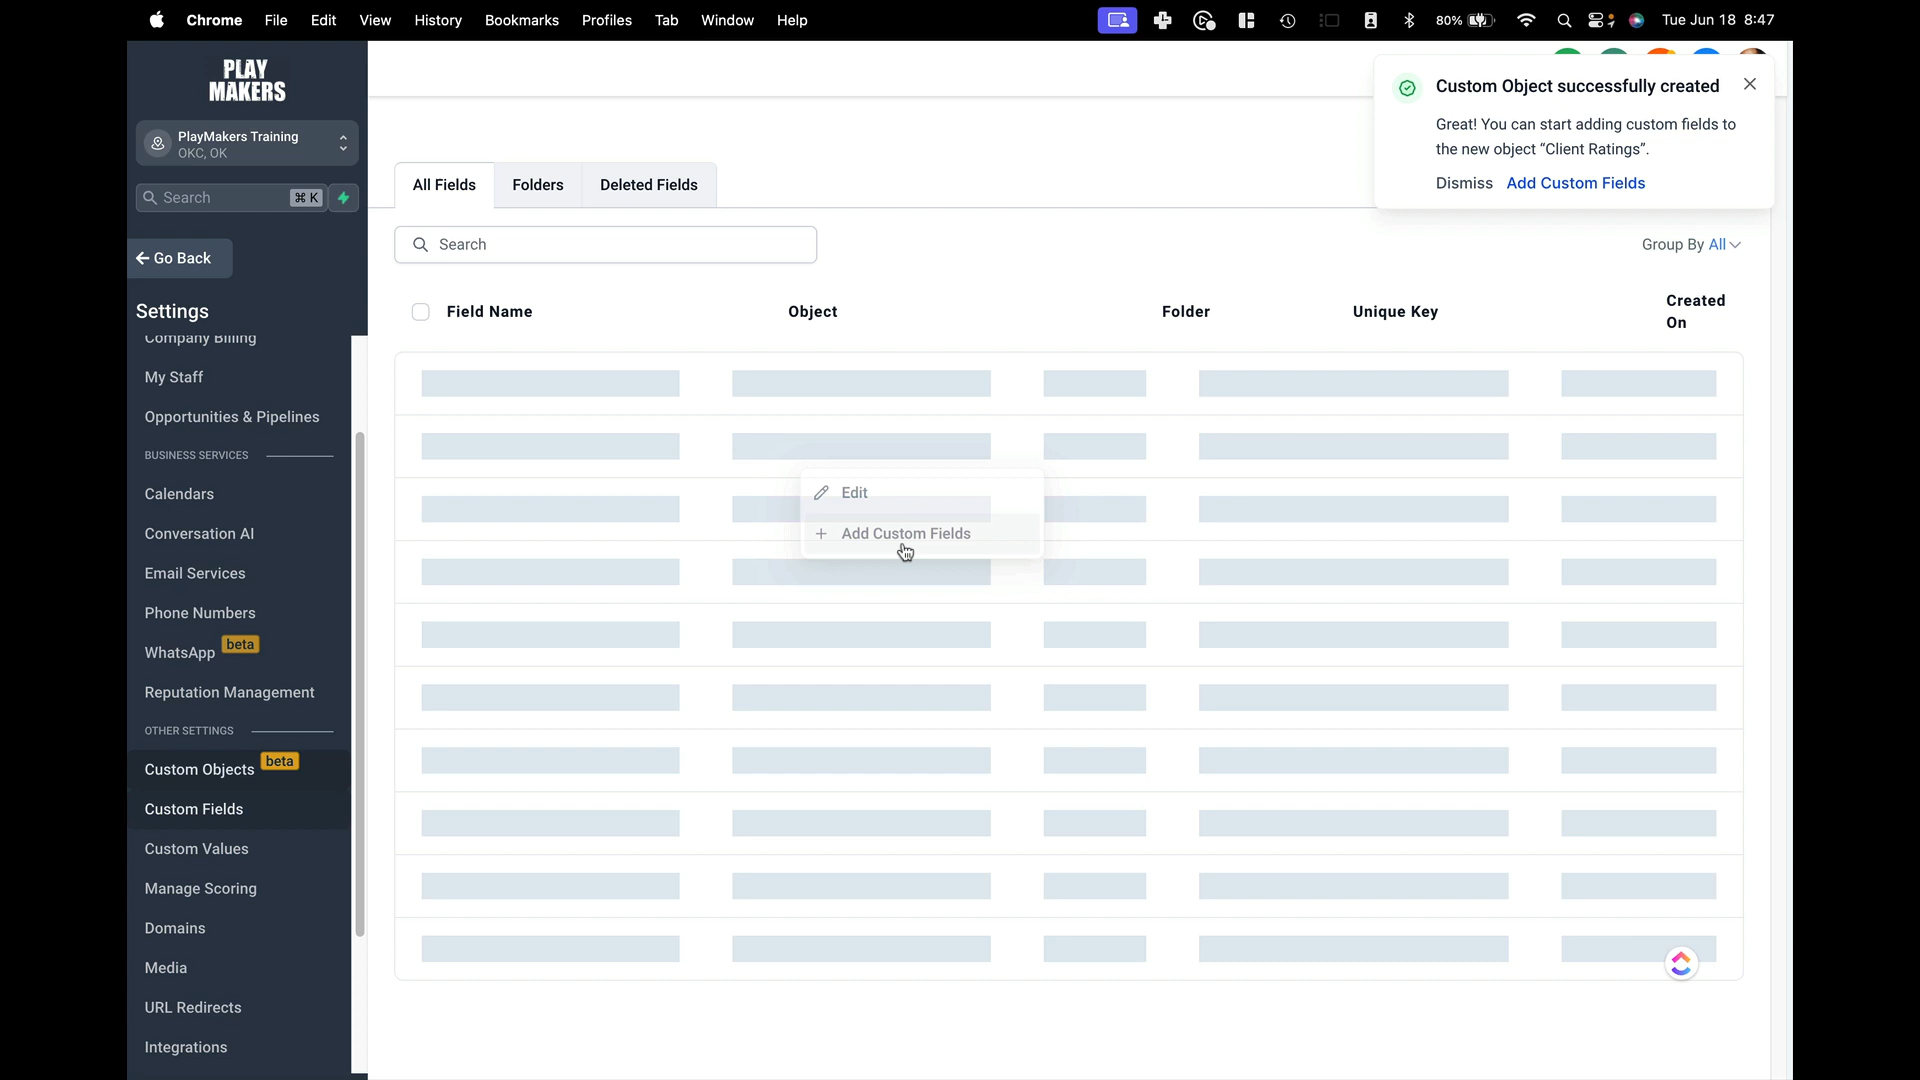 Chrome File Edit View History Bookmarks Profiles Tab Window Help
80% Tue Jun 18 8:47
PLAY
MAKERS
PlayMakers Training
OKC, OK
Search ⌘ K
← Go Back
Settings
Company Billing
My Staff
Opportunities & Pipelines
BUSINESS SERVICES
Calendars
Conversation AI
Email Services
Phone Numbers
WhatsApp beta
Reputation Management
OTHER SETTINGS
Custom Objects beta
Custom Fields
Custom Values
Manage Scoring
Domains
Media
URL Redirects
Integrations
Custom Object successfully created
Great! You can start adding custom fields to
the new object “Client Ratings”.
Dismiss Add Custom Fields
All Fields Folders Deleted Fields
Search
Group By All
Field Name Object Folder Unique Key Created
On
Edit
+ Add Custom Fields